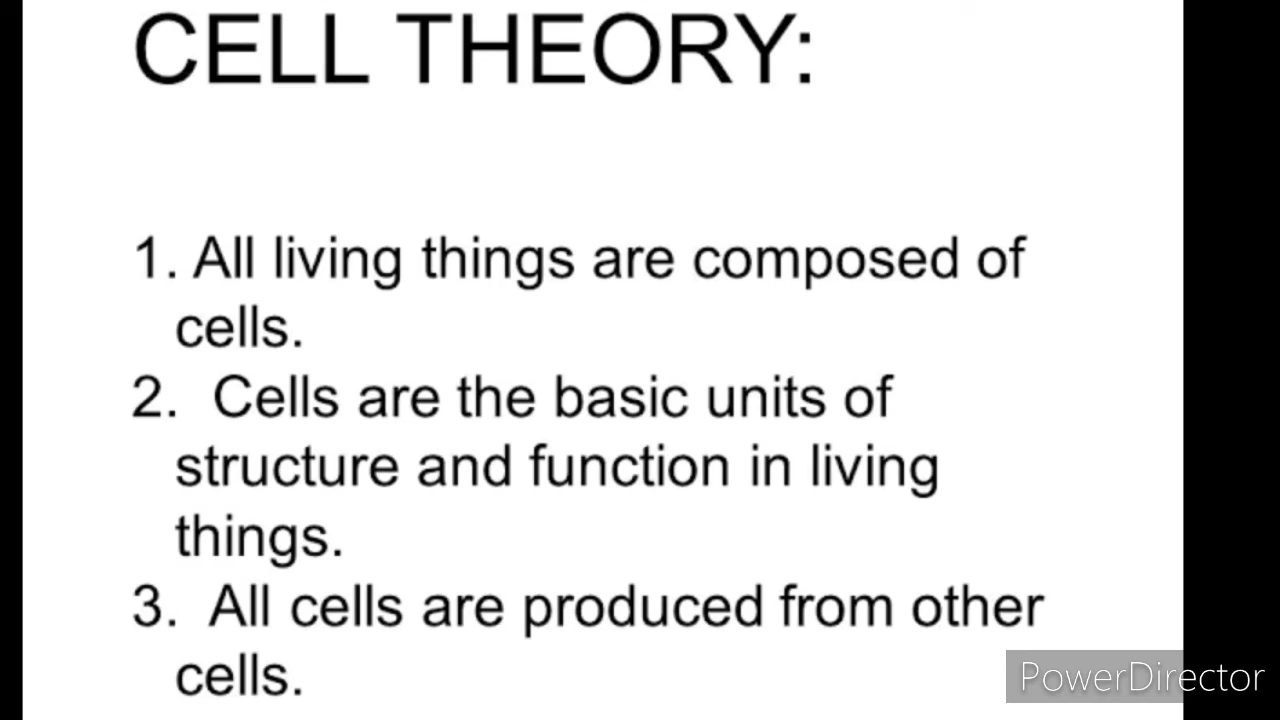 CELL THEORY:
1. All living things are composed of
cells.
2. Cells are the basic units of
structure and function in living
things.
3. All cells are produced from other
cells.
PowerDirector